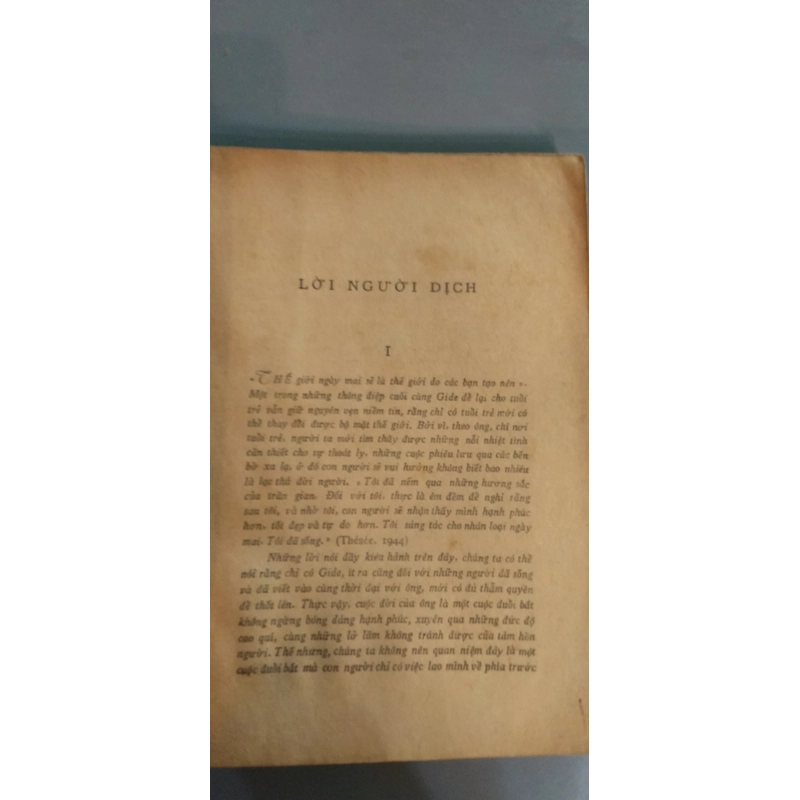 LỜI NGƯỜI DỊCH
I
«THẾ giới ngày mai sẽ là thế giới do các bạn tạo nên».
Một trong những thông điệp cuối cùng Gide để lại cho tuổi
trẻ vẫn giữ nguyên vẹn niềm tin, rằng chỉ có tuổi trẻ mới có
thể thay đổi được bộ mặt thế giới. Bởi vì, theo ông, chỉ nơi
tuổi trẻ, người ta mới tìm thấy được những nỗi nhiệt tình
cần thiết cho sự thoát ly, những cuộc phiêu lưu qua các bến
bờ xa lạ, ở đó con người sẽ vui hưởng không biết bao nhiêu
là lạc thú đời người. «Tôi đã nếm qua những hương sắc
của trần gian. Đối với tôi, thực là êm đềm để nghĩ rằng
sau tôi, và nhờ tôi, con người sẽ nhận thấy mình hạnh phúc
hơn, tốt đẹp và tự do hơn. Tôi sáng tác cho nhân loại ngày
mai. Tôi đã sống.» (Thésée, 1944)
Những lời nói đầy kiêu hãnh trên đây, chúng ta có thể
nói rằng chỉ có Gide, ít ra cũng đối với những người đã sống
và đã viết vào cùng thời đại với ông, mới có đủ thẩm quyền
để thốt lên. Thực vậy, cuộc đời của ông là một cuộc đuổi bắt
không ngừng bóng dáng hạnh phúc, xuyên qua những đức độ
cao quí, cùng những lỡ lầm không tránh được của tâm hồn
người. Thế nhưng, chúng ta không nên quan niệm đấy là một
cuộc đuổi bắt mà con người chỉ có việc lao mình về phía trước